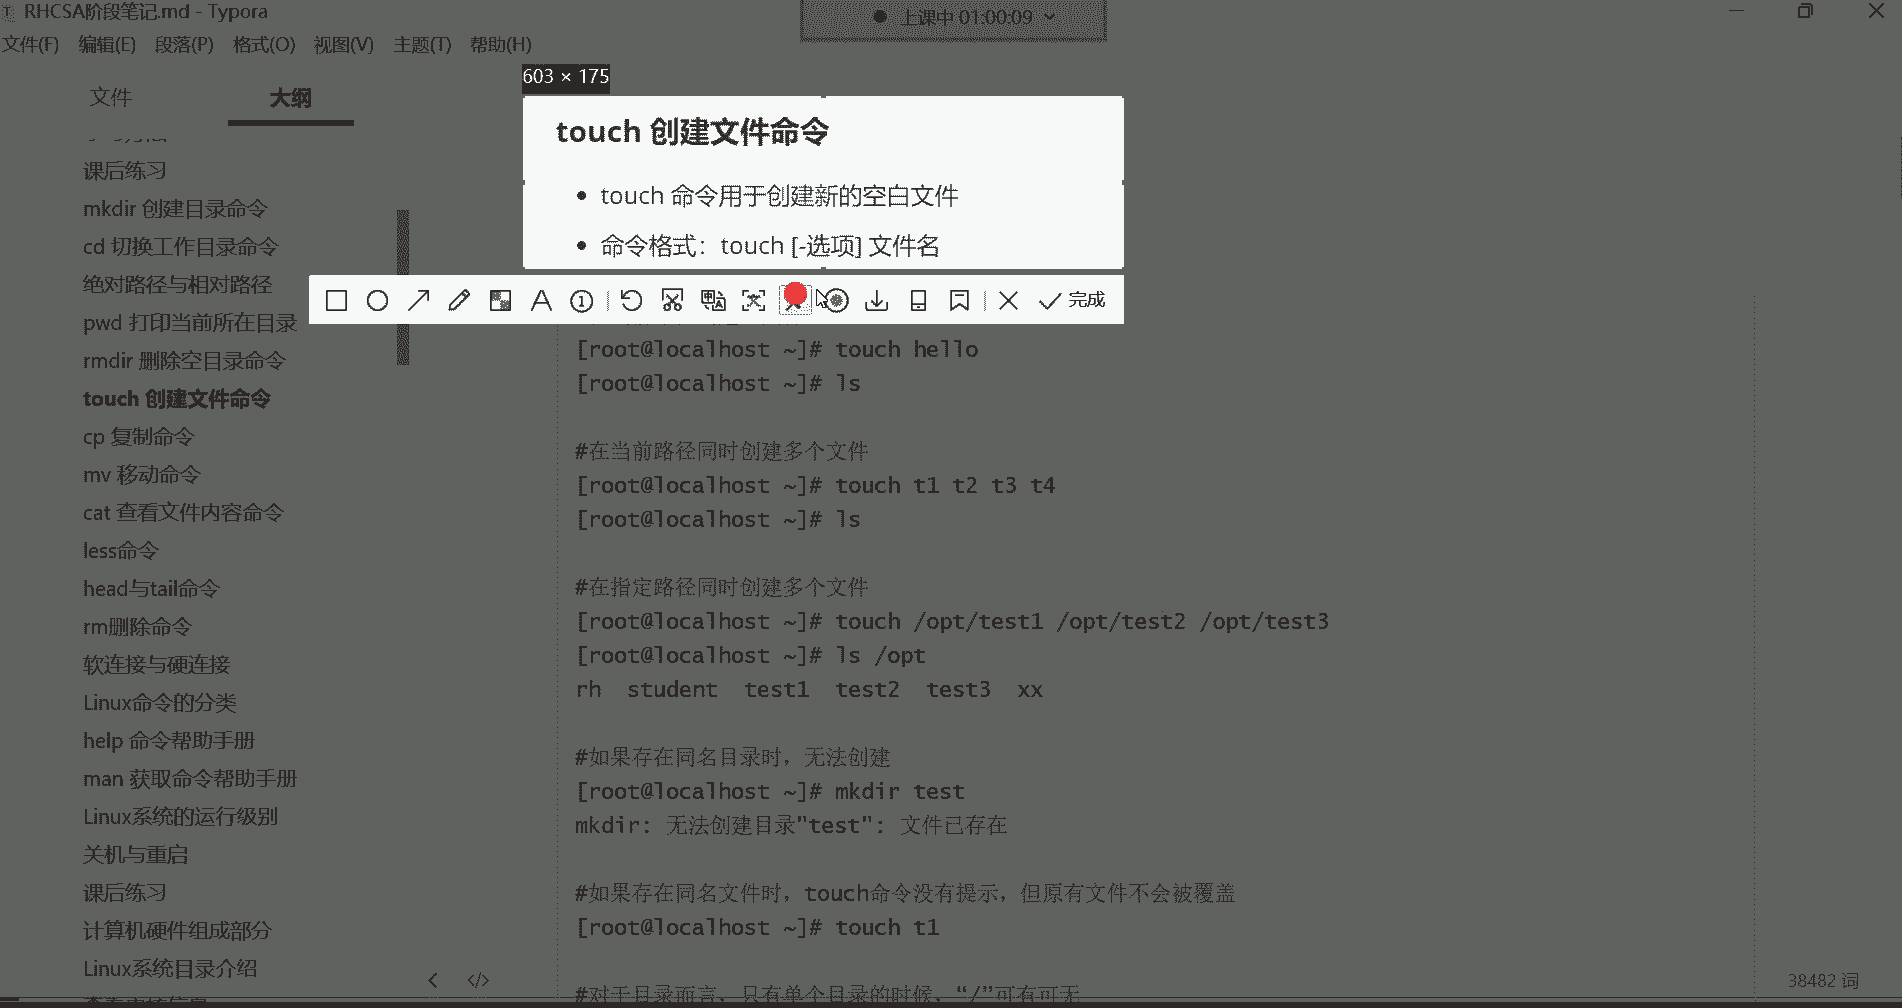 RHCSA阶段笔记.md - Typora
上课中 01:00:09
文件(F) 编辑(E) 段落(P) 格式(O) 视图(V) 主题(T) 帮助(H)
603 × 175
文件 大纲
touch 创建文件命令
课后练习
mkdir 创建目录命令
cd 切换工作目录命令
绝对路径与相对路径
pwd 打印当前所在目录
rmdir 删除空目录命令
touch 创建文件命令
cp 复制命令
mv 移动命令
cat 查看文件内容命令
less命令
head与tail命令
rm删除命令
软连接与硬连接
Linux命令的分类
help 命令帮助手册
man 获取命令帮助手册
Linux系统的运行级别
关机与重启
课后练习
计算机硬件组成部分
Linux系统目录介绍
touch 命令用于创建新的空白文件
命令格式：touch [-选项] 文件名
完成
[root@localhost ~]# touch hello
[root@localhost ~]# ls
#在当前路径同时创建多个文件
[root@localhost ~]# touch t1 t2 t3 t4
[root@localhost ~]# ls
#在指定路径同时创建多个文件
[root@localhost ~]# touch /opt/test1 /opt/test2 /opt/test3
[root@localhost ~]# ls /opt
rh student test1 test2 test3 xx
#如果存在同名目录时，无法创建
[root@localhost ~]# mkdir test
mkdir: 无法创建目录"test": 文件已存在
#如果存在同名文件时，touch命令没有提示，但原有文件不会被覆盖
[root@localhost ~]# touch t1
#对于目录而言，只有单个目录的时候，“/”可有可无
38482 词